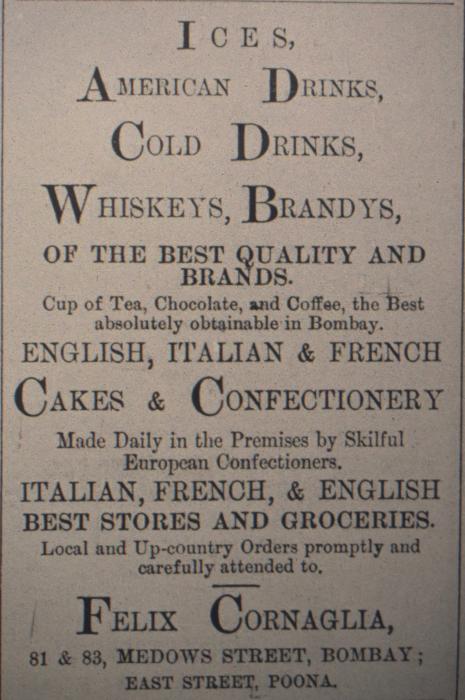 ICES,
AMERICAN DRINKS,
COLD DRINKS,
WHISKEYS, BRANDYS,
OF THE BEST QUALITY AND
BRANDS.
Cup of Tea, Chocolate, and Coffee, the Best
absolutely obtainable in Bombay.
ENGLISH, ITALIAN & FRENCH
CAKES & CONFECTIONERY
Made Daily in the Premises by Skilful
European Confectioners.
ITALIAN, FRENCH, & ENGLISH
BEST STORES AND GROCERIES.
Local and Up-country Orders promptly and
carefully attended to.
FELIX CORNAGLIA,
81 & 83, MEDOWS STREET, BOMBAY;
EAST STREET, POONA.